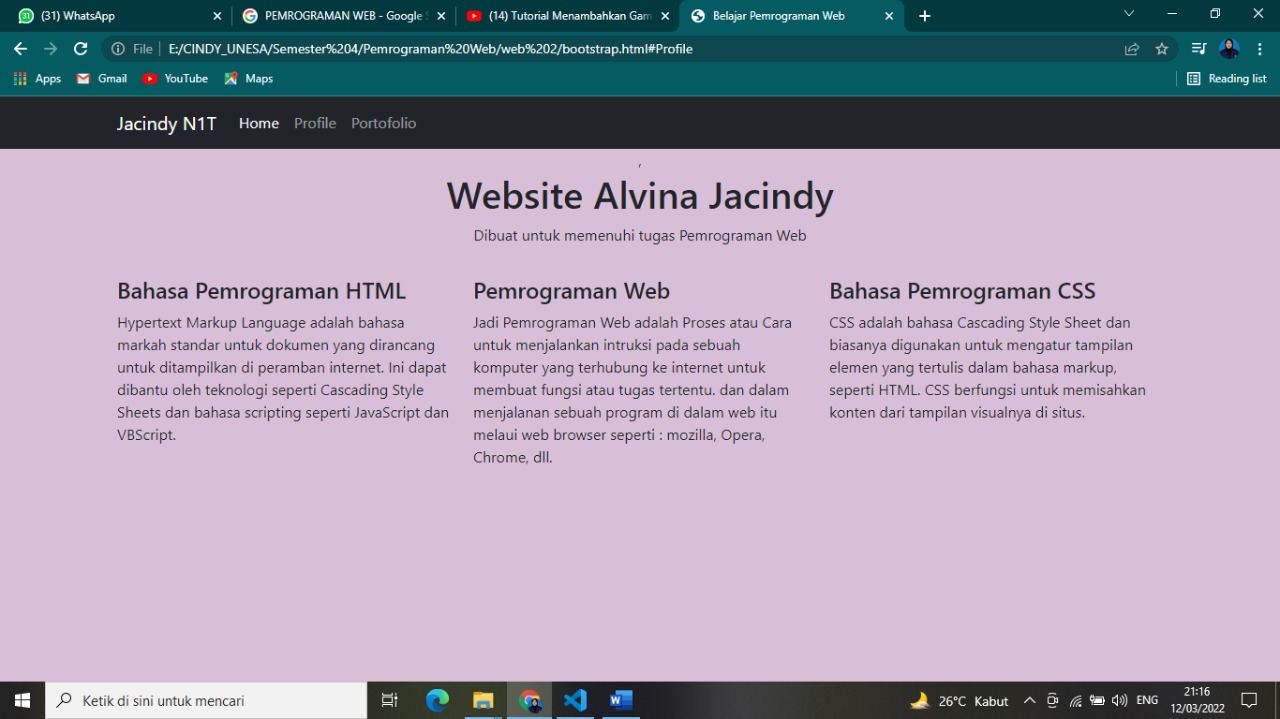 (31) WhatsApp
PEMROGRAMAN WEB - Google S
(14) Tutorial Menambahkan Gam
Belajar Pemrograman Web
File
E:/CINDY_UNESA/Semester%204/Pemrograman%20Web/web%202/bootstrap.html#Profile
Apps
Gmail
YouTube
Maps
Reading list
Jacindy N1T
Home
Profile
Portofolio
,
Website Alvina Jacindy
Dibuat untuk memenuhi tugas Pemrograman Web
Bahasa Pemrograman HTML
Hypertext Markup Language adalah bahasa
markah standar untuk dokumen yang dirancang
untuk ditampilkan di peramban internet. Ini dapat
dibantu oleh teknologi seperti Cascading Style
Sheets dan bahasa scripting seperti JavaScript dan
VBScript.
Pemrograman Web
Jadi Pemrograman Web adalah Proses atau Cara
untuk menjalankan intruksi pada sebuah
komputer yang terhubung ke internet untuk
membuat fungsi atau tugas tertentu. dan dalam
menjalanan sebuah program di dalam web itu
melaui web browser seperti : mozilla, Opera,
Chrome, dll.
Bahasa Pemrograman CSS
CSS adalah bahasa Cascading Style Sheet dan
biasanya digunakan untuk mengatur tampilan
elemen yang tertulis dalam bahasa markup,
seperti HTML. CSS berfungsi untuk memisahkan
konten dari tampilan visualnya di situs.
Ketik di sini untuk mencari
26°C Kabut
ENG
21:16
12/03/2022